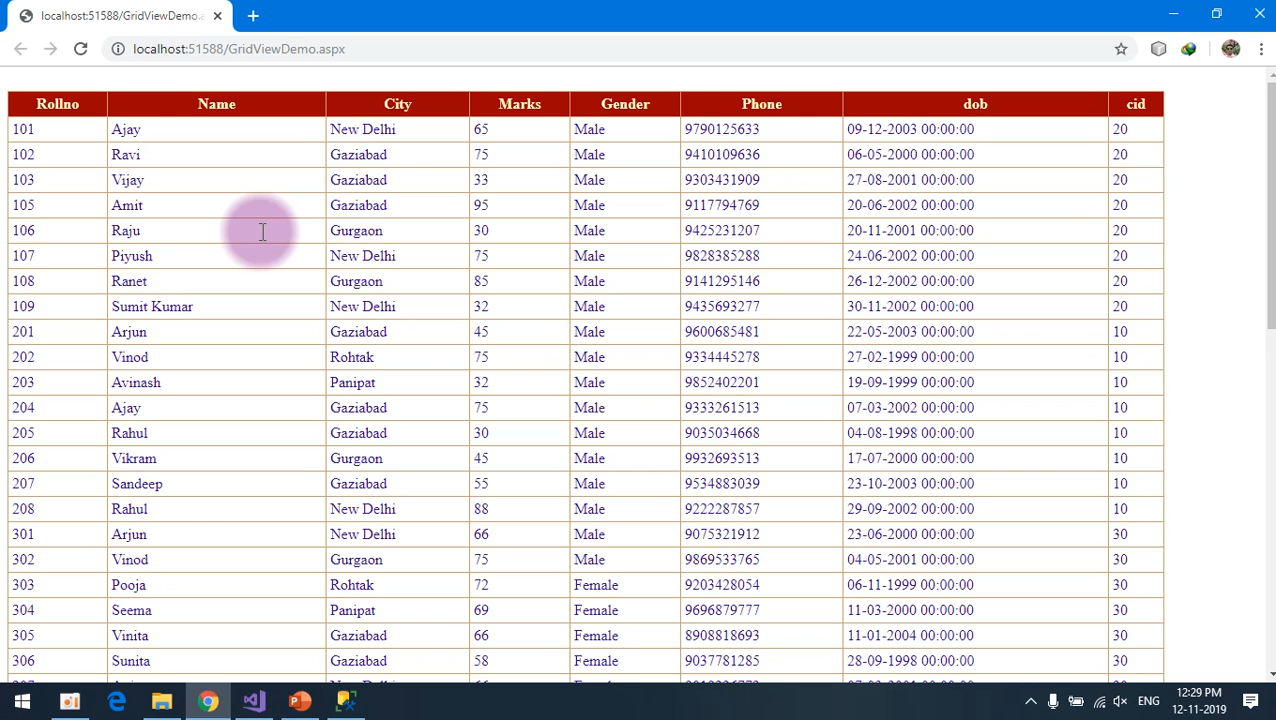 localhost:51588/GridViewDemo.a
localhost:51588/GridViewDemo.aspx
Rollno Name City Marks Gender Phone dob cid
101 Ajay New Delhi 65 Male 9790125633 09-12-2003 00:00:00 20
102 Ravi Gaziabad 75 Male 9410109636 06-05-2000 00:00:00 20
103 Vijay Gaziabad 33 Male 9303431909 27-08-2001 00:00:00 20
105 Amit Gaziabad 95 Male 9117794769 20-06-2002 00:00:00 20
106 Raju Gurgaon 30 Male 9425231207 20-11-2001 00:00:00 20
107 Piyush New Delhi 75 Male 9828385288 24-06-2002 00:00:00 20
108 Ranet Gurgaon 85 Male 9141295146 26-12-2002 00:00:00 20
109 Sumit Kumar New Delhi 32 Male 9435693277 30-11-2002 00:00:00 20
201 Arjun Gaziabad 45 Male 9600685481 22-05-2003 00:00:00 10
202 Vinod Rohtak 75 Male 9334445278 27-02-1999 00:00:00 10
203 Avinash Panipat 32 Male 9852402201 19-09-1999 00:00:00 10
204 Ajay Gaziabad 75 Male 9333261513 07-03-2002 00:00:00 10
205 Rahul Gaziabad 30 Male 9035034668 04-08-1998 00:00:00 10
206 Vikram Gurgaon 45 Male 9932693513 17-07-2000 00:00:00 10
207 Sandeep Gaziabad 55 Male 9534883039 23-10-2003 00:00:00 10
208 Rahul New Delhi 88 Male 9222287857 29-09-2002 00:00:00 10
301 Arjun New Delhi 66 Male 9075321912 23-06-2000 00:00:00 30
302 Vinod Gurgaon 75 Male 9869533765 04-05-2001 00:00:00 30
303 Pooja Rohtak 72 Female 9203428054 06-11-1999 00:00:00 30
304 Seema Panipat 69 Female 9696879777 11-03-2000 00:00:00 30
305 Vinita Gaziabad 66 Female 8908818693 11-01-2004 00:00:00 30
306 Sunita Gaziabad 58 Female 9037781285 28-09-1998 00:00:00 30
ENG
12:29 PM
12-11-2019